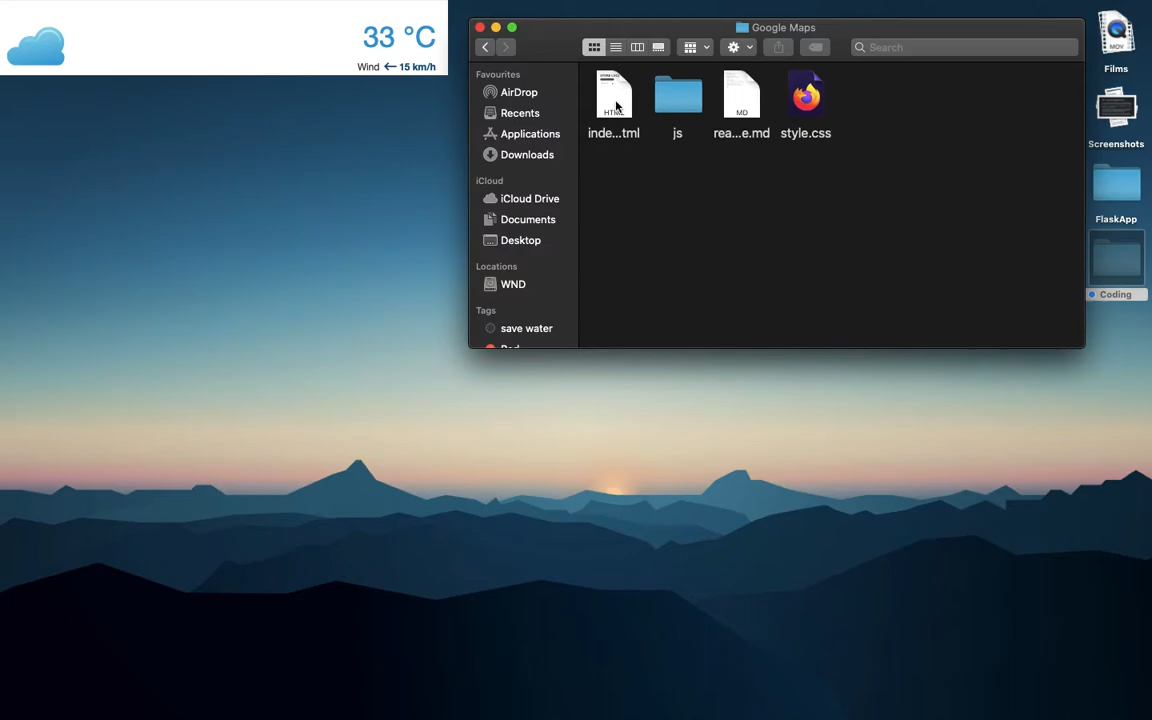 33 °C
Wind ← 15 km/h
Google Maps
Search
Favourites
AirDrop
Recents
Applications
Downloads
iCloud
iCloud Drive
Documents
Desktop
Locations
WND
Tags
save water
HTML
inde...tml
js
MD
rea...e.md
style.css
MOV
Films
Screenshots
FlaskApp
Coding